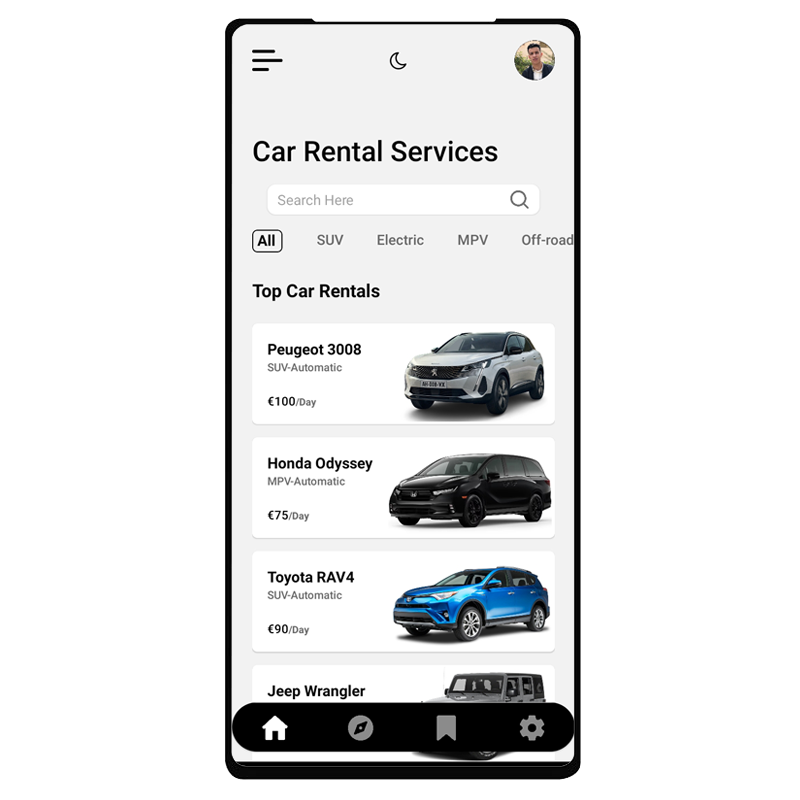 Car Rental Services
Search Here
All SUV Electric MPV Off-road
Top Car Rentals
Peugeot 3008
SUV-Automatic
€100/Day
Honda Odyssey
MPV-Automatic
€75/Day
Toyota RAV4
SUV-Automatic
€90/Day
Jeep Wrangler